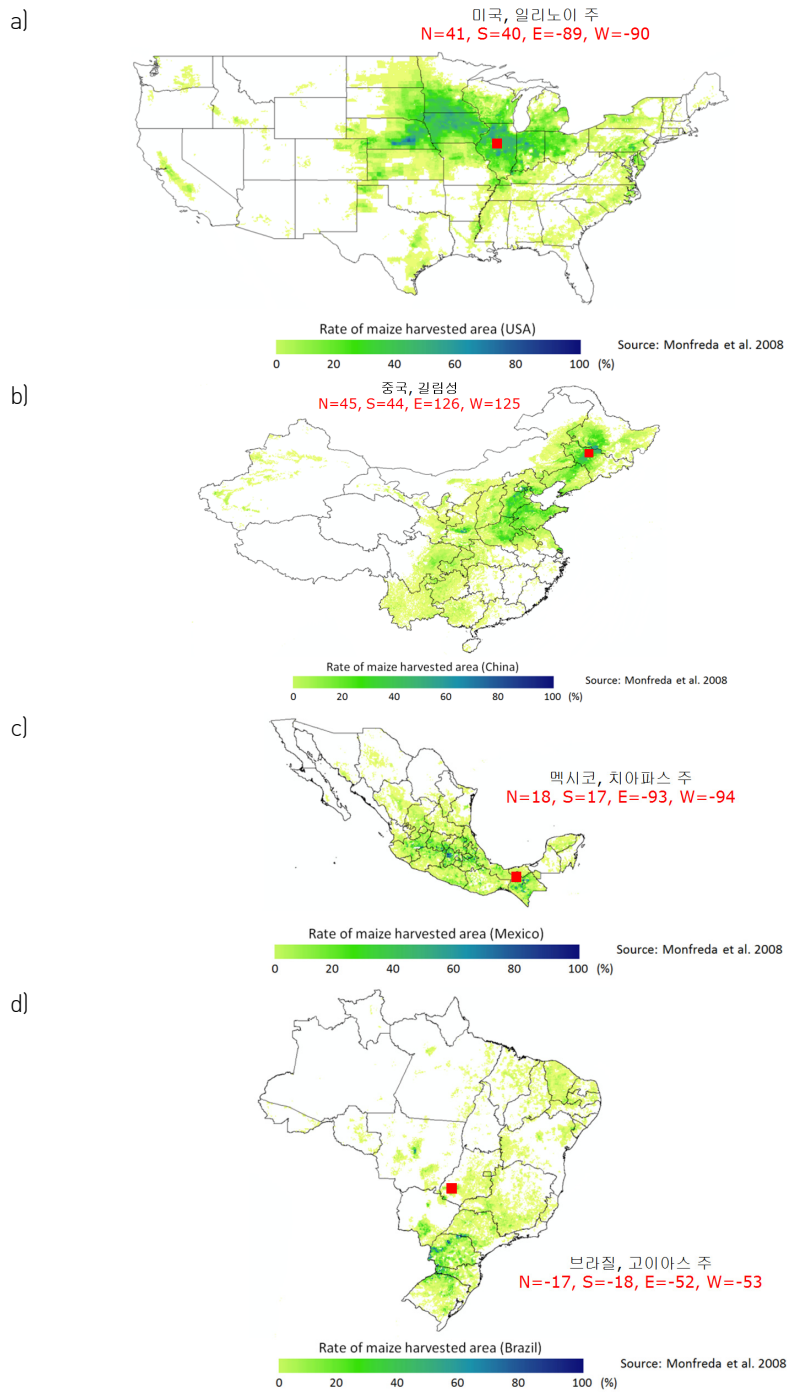 a)
미국, 일리노이 주
N=41, S=40, E=-89, W=-90
Rate of maize harvested area (USA)
Source: Monfreda et al. 2008
0 20 40 60 80 100 (%)
b)
중국, 길림성
N=45, S=44, E=126, W=125
Rate of maize harvested area (China)
Source: Monfreda et al. 2008
0 20 40 60 80 100 (%)
c)
멕시코, 치아파스 주
N=18, S=17, E=-93, W=-94
Rate of maize harvested area (Mexico)
Source: Monfreda et al. 2008
0 20 40 60 80 100 (%)
d)
브라질, 고이아스 주
N=-17, S=-18, E=-52, W=-53
Rate of maize harvested area (Brazil)
Source: Monfreda et al. 2008
0 20 40 60 80 100 (%)